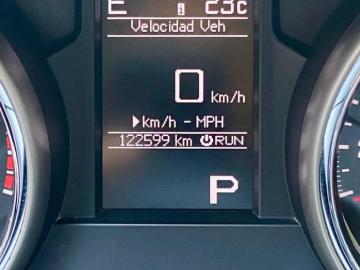 E 23c
Velocidad Veh
0 km/h
▶km/h - MPH
122599 km RUN
P